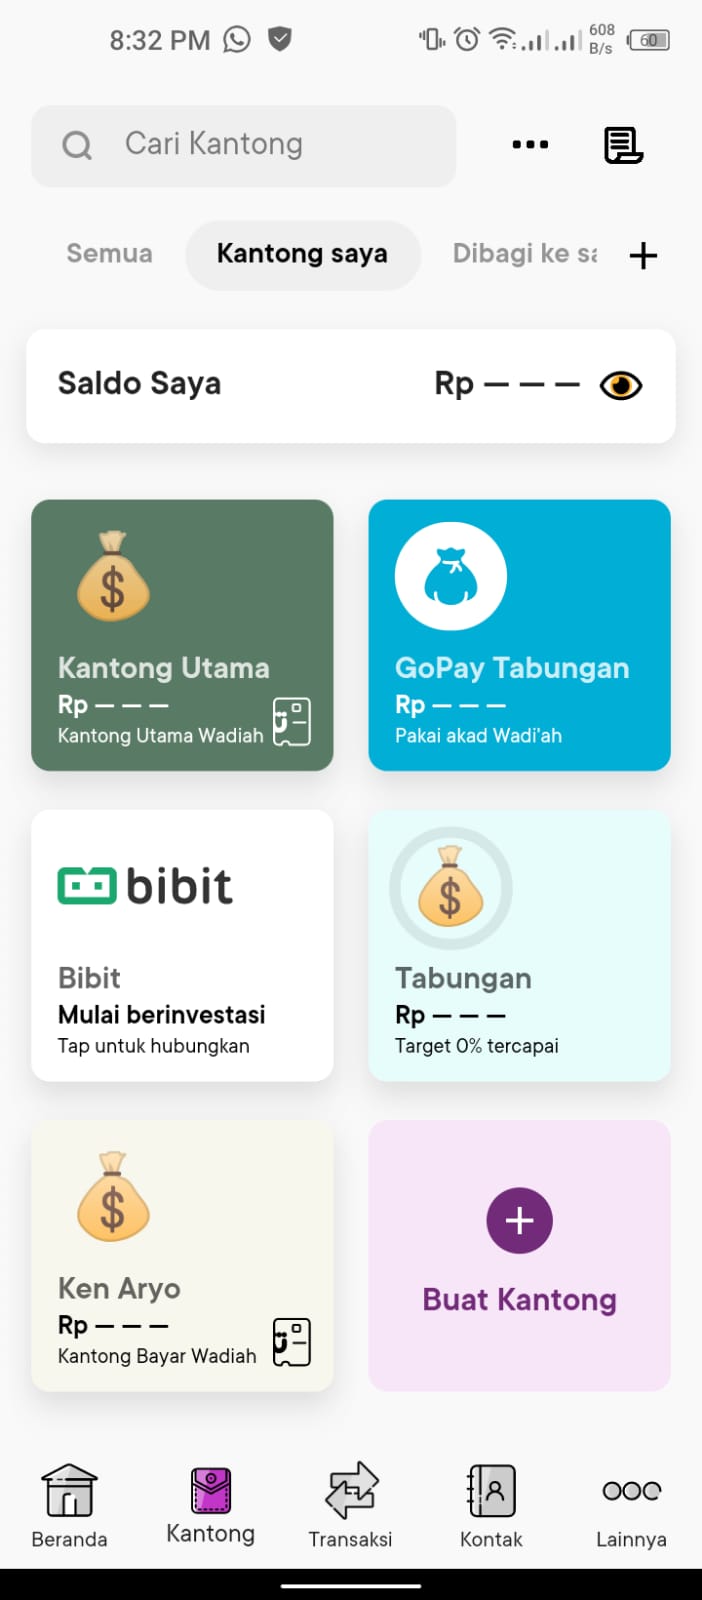 8:32 PM
608
B/s
60
Cari Kantong
Semua
Kantong saya
Dibagi ke sa
Saldo Saya
Rp – – –
Kantong Utama
Rp – – –
Kantong Utama Wadiah
GoPay Tabungan
Rp – – –
Pakai akad Wadi'ah
bibit
Bibit
Mulai berinvestasi
Tap untuk hubungkan
$
Tabungan
Rp – – –
Target 0% tercapai
$
Ken Aryo
Rp – – –
Kantong Bayar Wadiah
Buat Kantong
Beranda
Kantong
Transaksi
Kontak
Lainnya